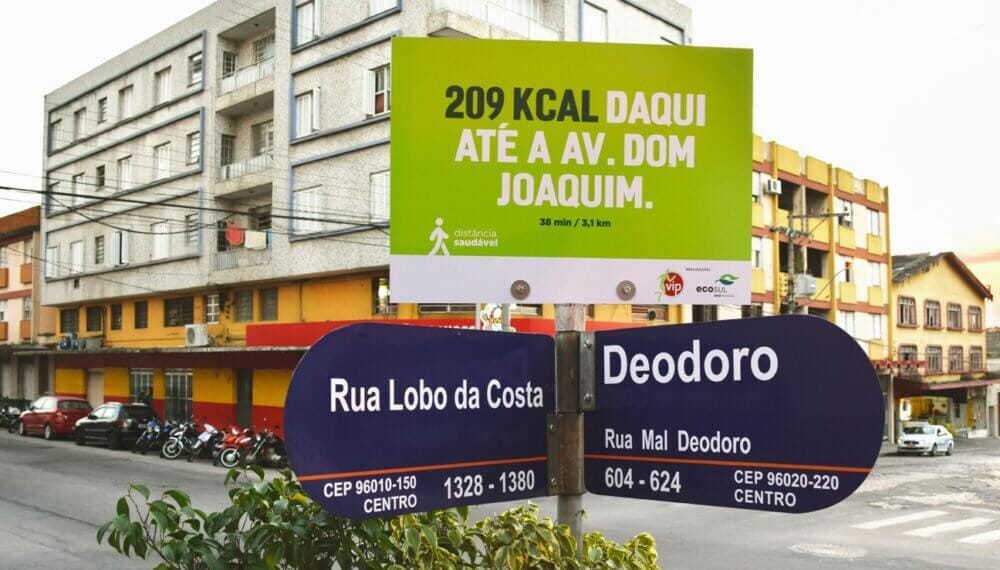 209 KCAL DAQUI
ATÉ A AV. DOM
JOAQUIM.
38 min / 3,1 km
distância
saudável
REALIZAÇÃO
vip
ecosul
Rua Lobo da Costa
CEP 96010-150
CENTRO
1328 - 1380
Deodoro
Rua Mal Deodoro
604 - 624
CEP 96020-220
CENTRO